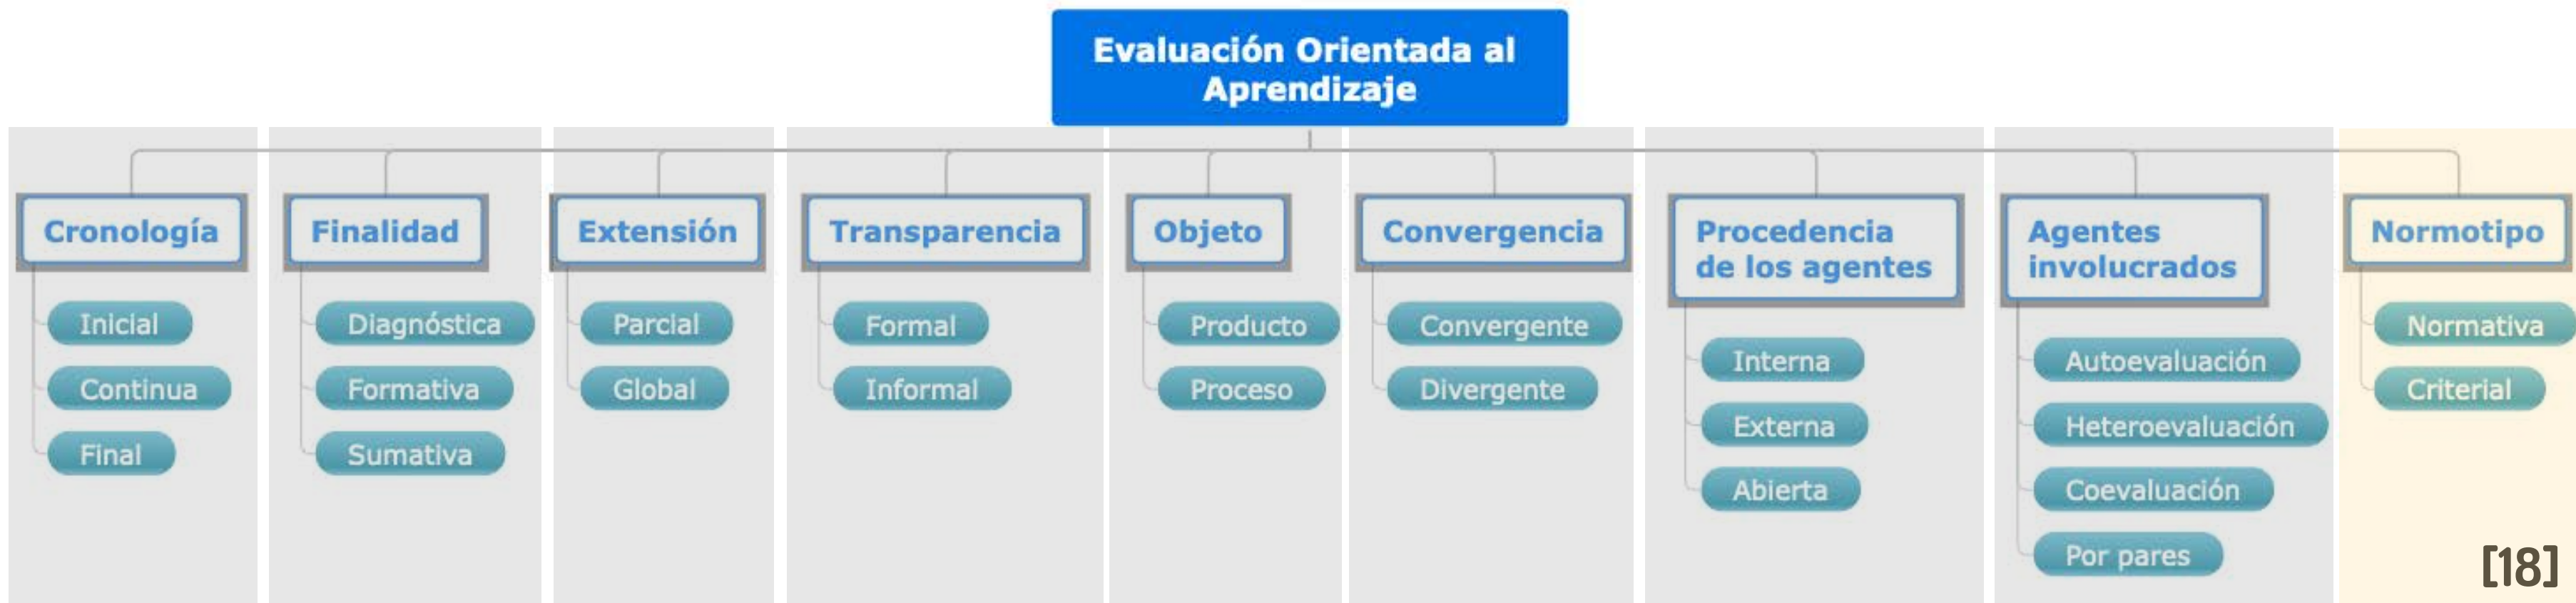 Evaluación Orientada al
Aprendizaje
Cronología
Inicial
Continua
Final
Finalidad
Diagnóstica
Formativa
Sumativa
Extensión
Parcial
Global
Transparencia
Formal
Informal
Objeto
Producto
Proceso
Convergencia
Convergente
Divergente
Procedencia
de los agentes
Interna
Externa
Abierta
Agentes
involucrados
Autoevaluación
Heteroevaluación
Coevaluación
Por pares
Normotipo
Normativa
Criterial
[18]